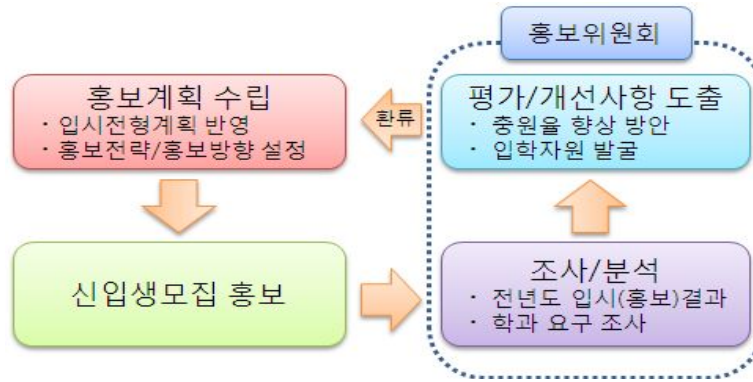 홍보위원회
홍보계획 수립
· 입시전형계획 반영
· 홍보전략/홍보방향 설정
환류
평가/개선사항 도출
· 충원율 향상 방안
· 입학자원 발굴
신입생모집 홍보
조사/분석
· 전년도 입시(홍보)결과
· 학과 요구 조사